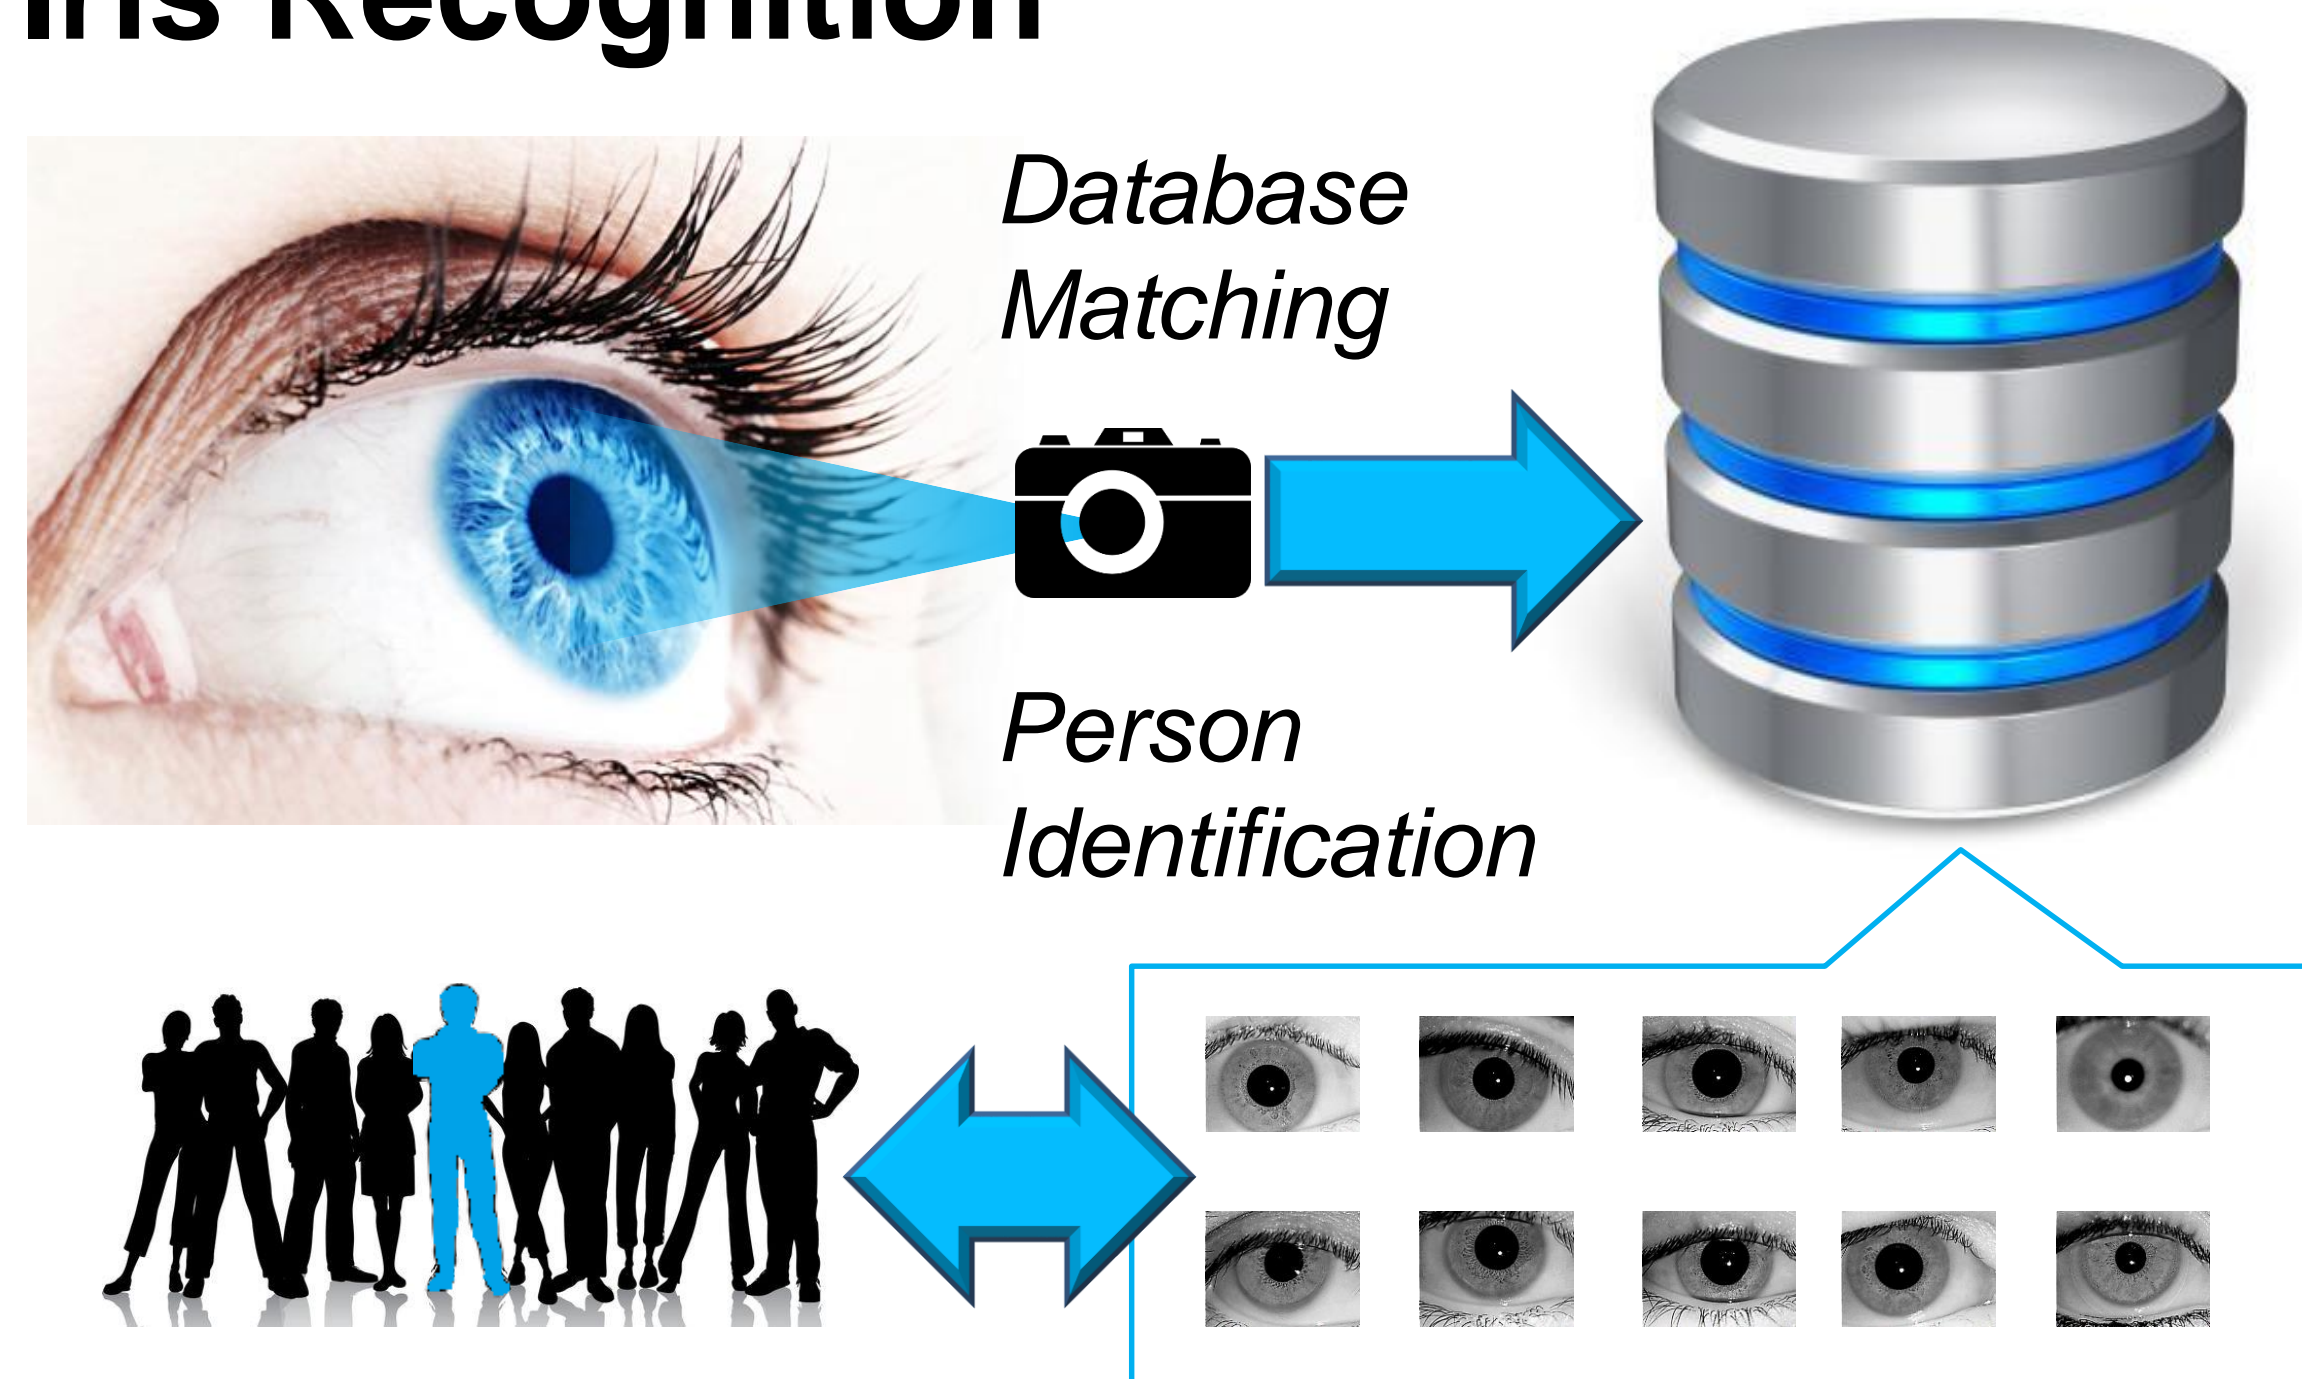 Iris Recognition
Database
Matching
Person
Identification